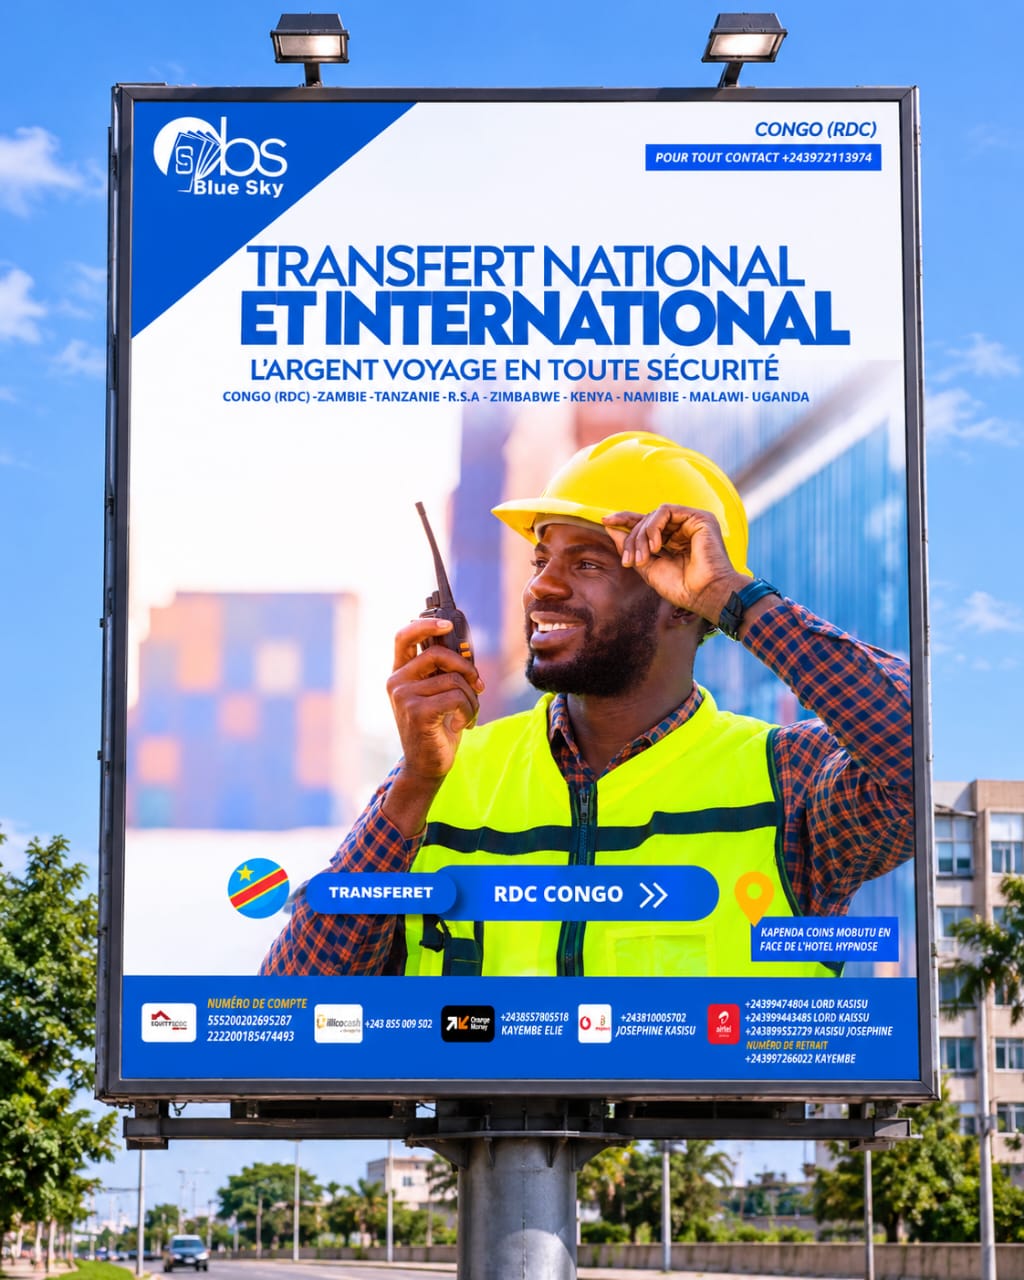 bs
Blue Sky
CONGO (RDC)
POUR TOUT CONTACT +243972113974
TRANSFERT NATIONAL
ET INTERNATIONAL
L'ARGENT VOYAGE EN TOUTE SÉCURITÉ
CONGO (RDC) -ZAMBIE -TANZANIE -R.S.A - ZIMBABWE - KENYA - NAMIBIE - MALAWI- UGANDA
TRANSFERET
RDC CONGO
KAPENDA COINS MOBUTU EN
FACE DE L'HOTEL HYPNOSE
EQUITY BCDC
NUMÉRO DE COMPTE
555200202695287
222200185474493
illicocash
+243 855 009 502
Orange
Money
+2438557805518
KAYEMBE ELIE
+243810005702
JOSEPHINE KASISU
airtel
+24399474804 LORD KASISU
+243999443485 LORD KAISSU
+243899552729 KASISU JOSEPHINE
NUMÉRO DE RETRAIT
+243997266022 KAYEMBE